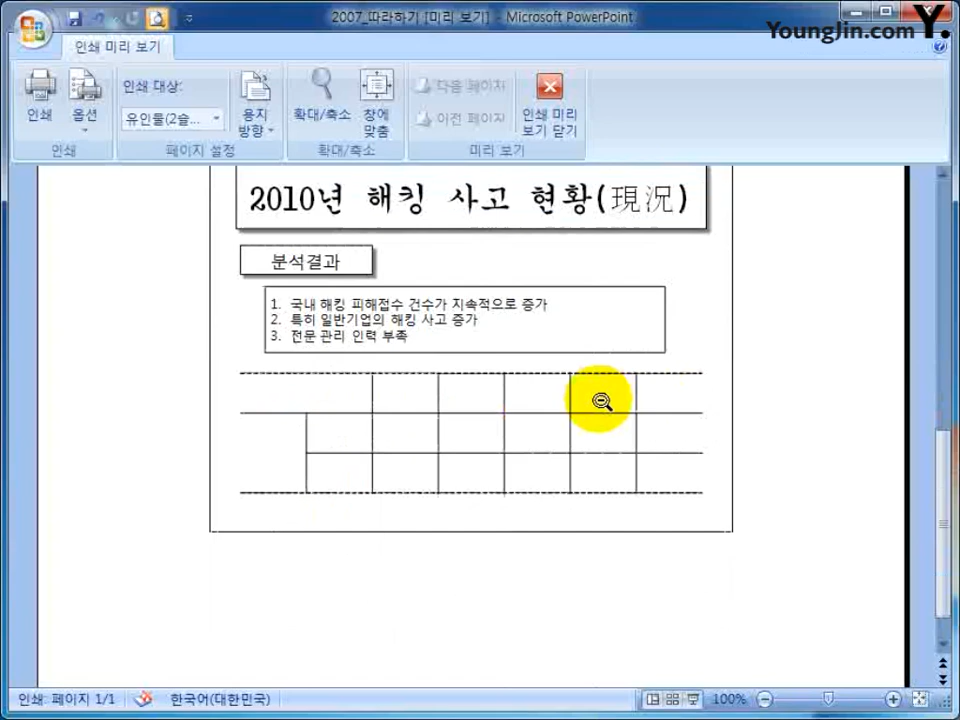 2007_따라하기 [미리 보기] - Microsoft PowerPoint
YoungJin.com Y.
인쇄 미리 보기
인쇄
옵션
인쇄 대상:
유인물(2슬...
용지
방향
확대/축소
창에
맞춤
다음 페이지
이전 페이지
인쇄 미리
보기 닫기
인쇄
페이지 설정
확대/축소
미리 보기
2010년 해킹 사고 현황(現況)
분석결과
1. 국내 해킹 피해접수 건수가 지속적으로 증가
2. 특히 일반기업의 해킹 사고 증가
3. 전문 관리 인력 부족
인쇄: 페이지 1/1
한국어(대한민국)
100%